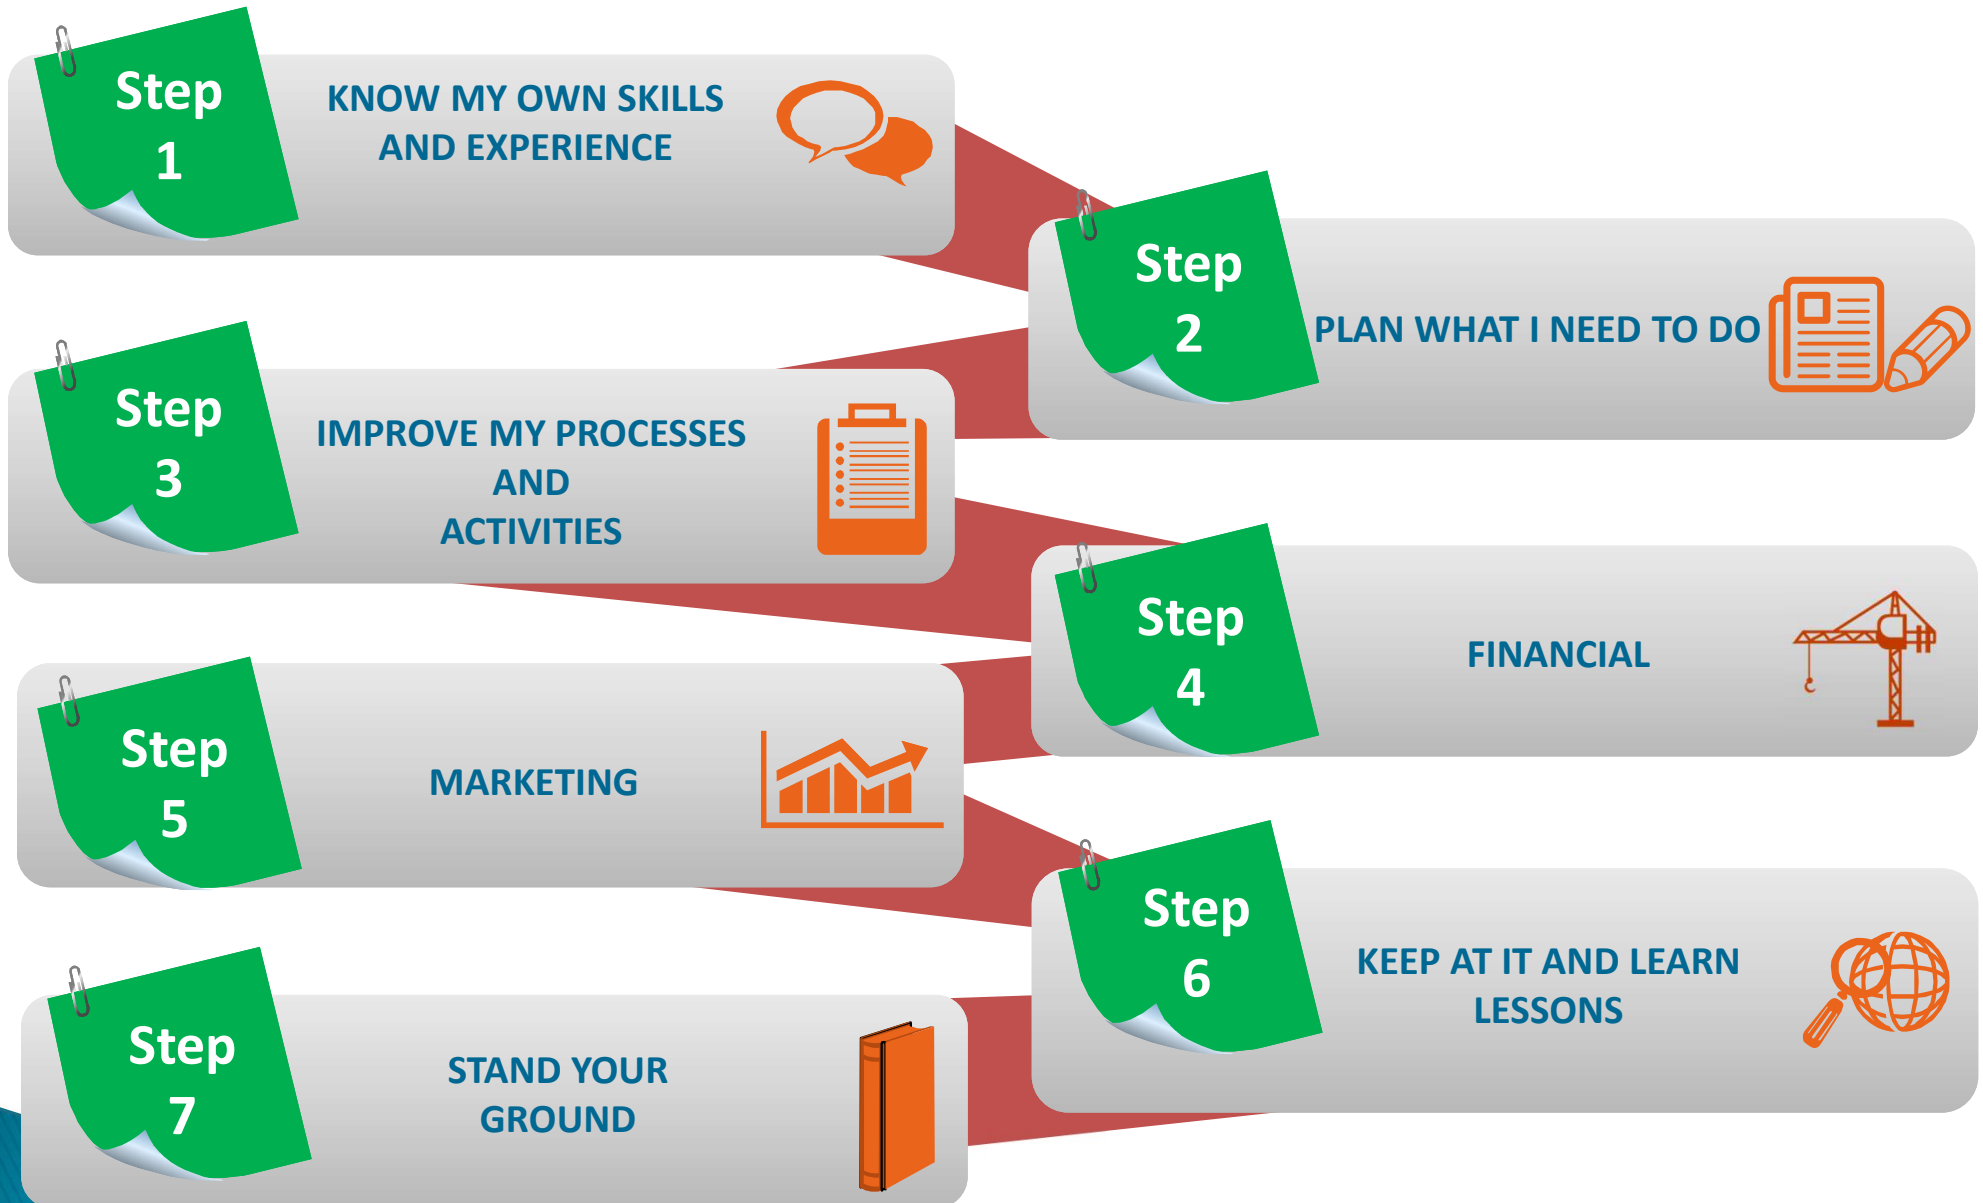 Step
1
KNOW MY OWN SKILLS
AND EXPERIENCE
Step
2
PLAN WHAT I NEED TO DO
Step
3
IMPROVE MY PROCESSES
AND
ACTIVITIES
Step
4
FINANCIAL
Step
5
MARKETING
Step
6
KEEP AT IT AND LEARN
LESSONS
Step
7
STAND YOUR
GROUND